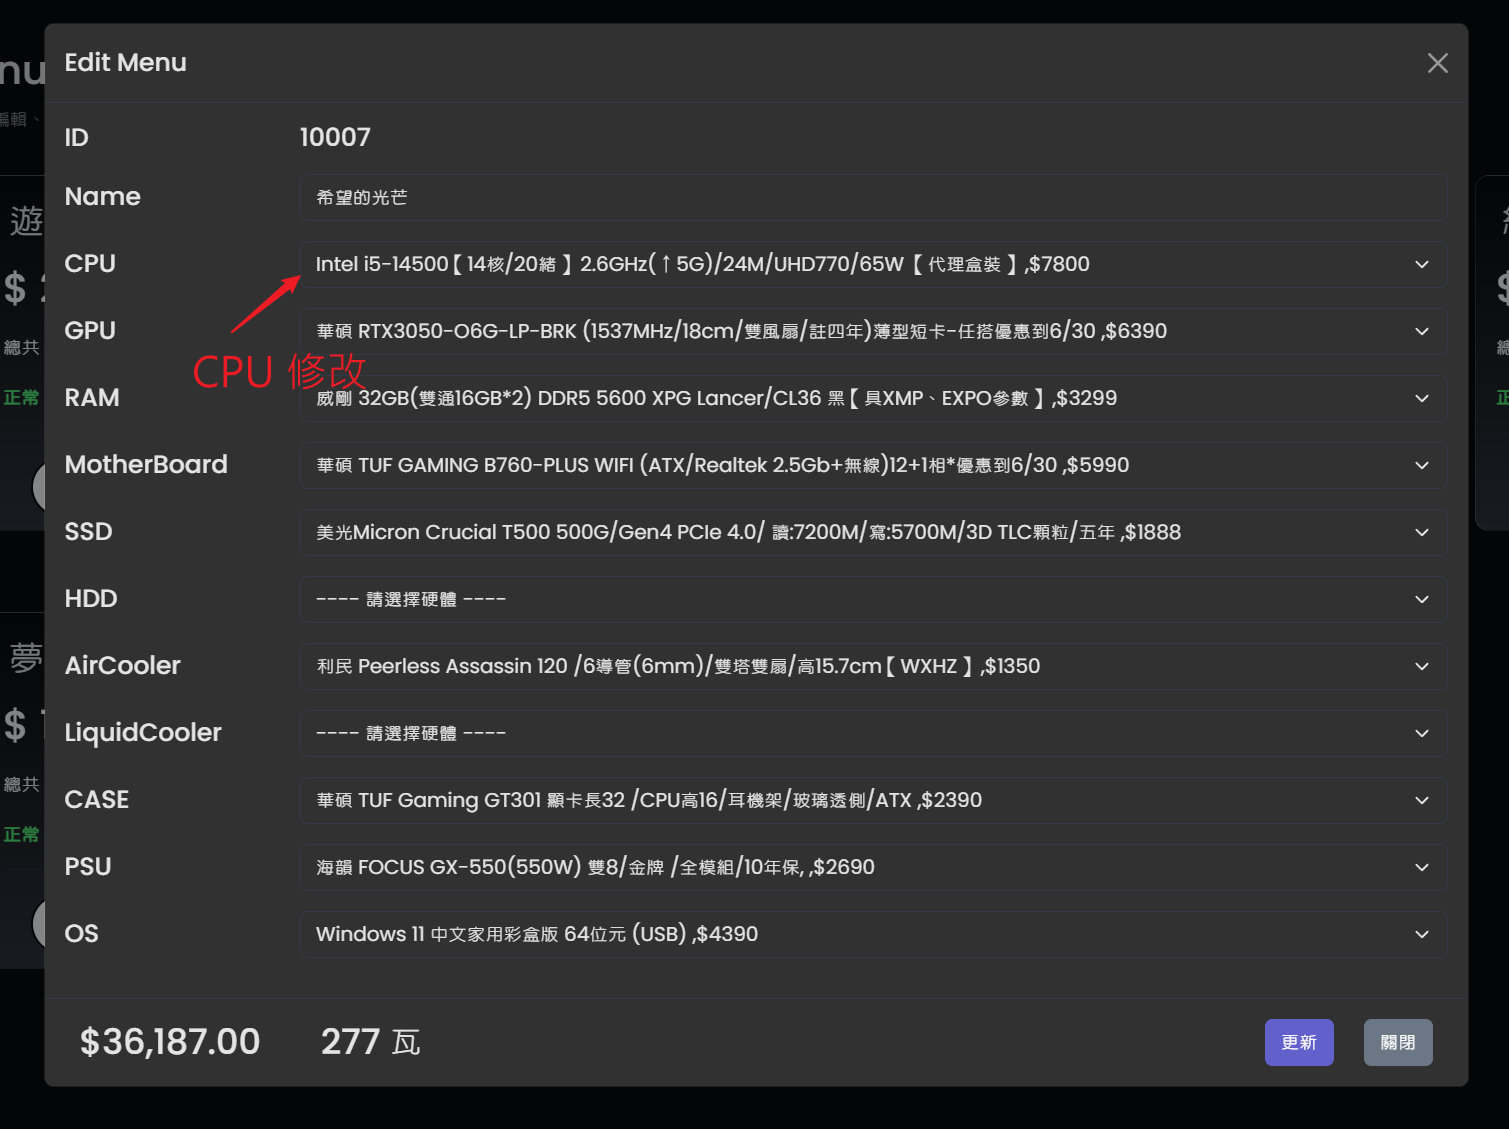 Edit Menu
nu
編輯、
ID 10007
Name 希望的光芒
遊
CPU Intel i5-14500【14核/20緒】2.6GHz(↑5G)/24M/UHD770/65W【代理盒裝】,$7800
$ 2
GPU 華碩 RTX3050-O6G-LP-BRK (1537MHz/18cm/雙風扇/註四年)薄型短卡-任搭優惠到6/30 ,$6390
總共
CPU 修改
RAM 威剛 32GB(雙通16GB*2) DDR5 5600 XPG Lancer/CL36 黑【具XMP、EXPO參數】,$3299
正常
MotherBoard 華碩 TUF GAMING B760-PLUS WIFI (ATX/Realtek 2.5Gb+無線)12+1相*優惠到6/30 ,$5990
SSD 美光Micron Crucial T500 500G/Gen4 PCIe 4.0/ 讀:7200M/寫:5700M/3D TLC顆粒/五年 ,$1888
HDD ---- 請選擇硬體 ----
夢
AirCooler 利民 Peerless Assassin 120 /6導管(6mm)/雙塔雙扇/高15.7cm【WXHZ】,$1350
$ 1
LiquidCooler ---- 請選擇硬體 ----
總共
CASE 華碩 TUF Gaming GT301 顯卡長32 /CPU高16/耳機架/玻璃透側/ATX ,$2390
正常
PSU 海韻 FOCUS GX-550(550W) 雙8/金牌 /全模組/10年保, ,$2690
OS Windows 11 中文家用彩盒版 64位元 (USB) ,$4390
$36,187.00 277 瓦 更新 關閉